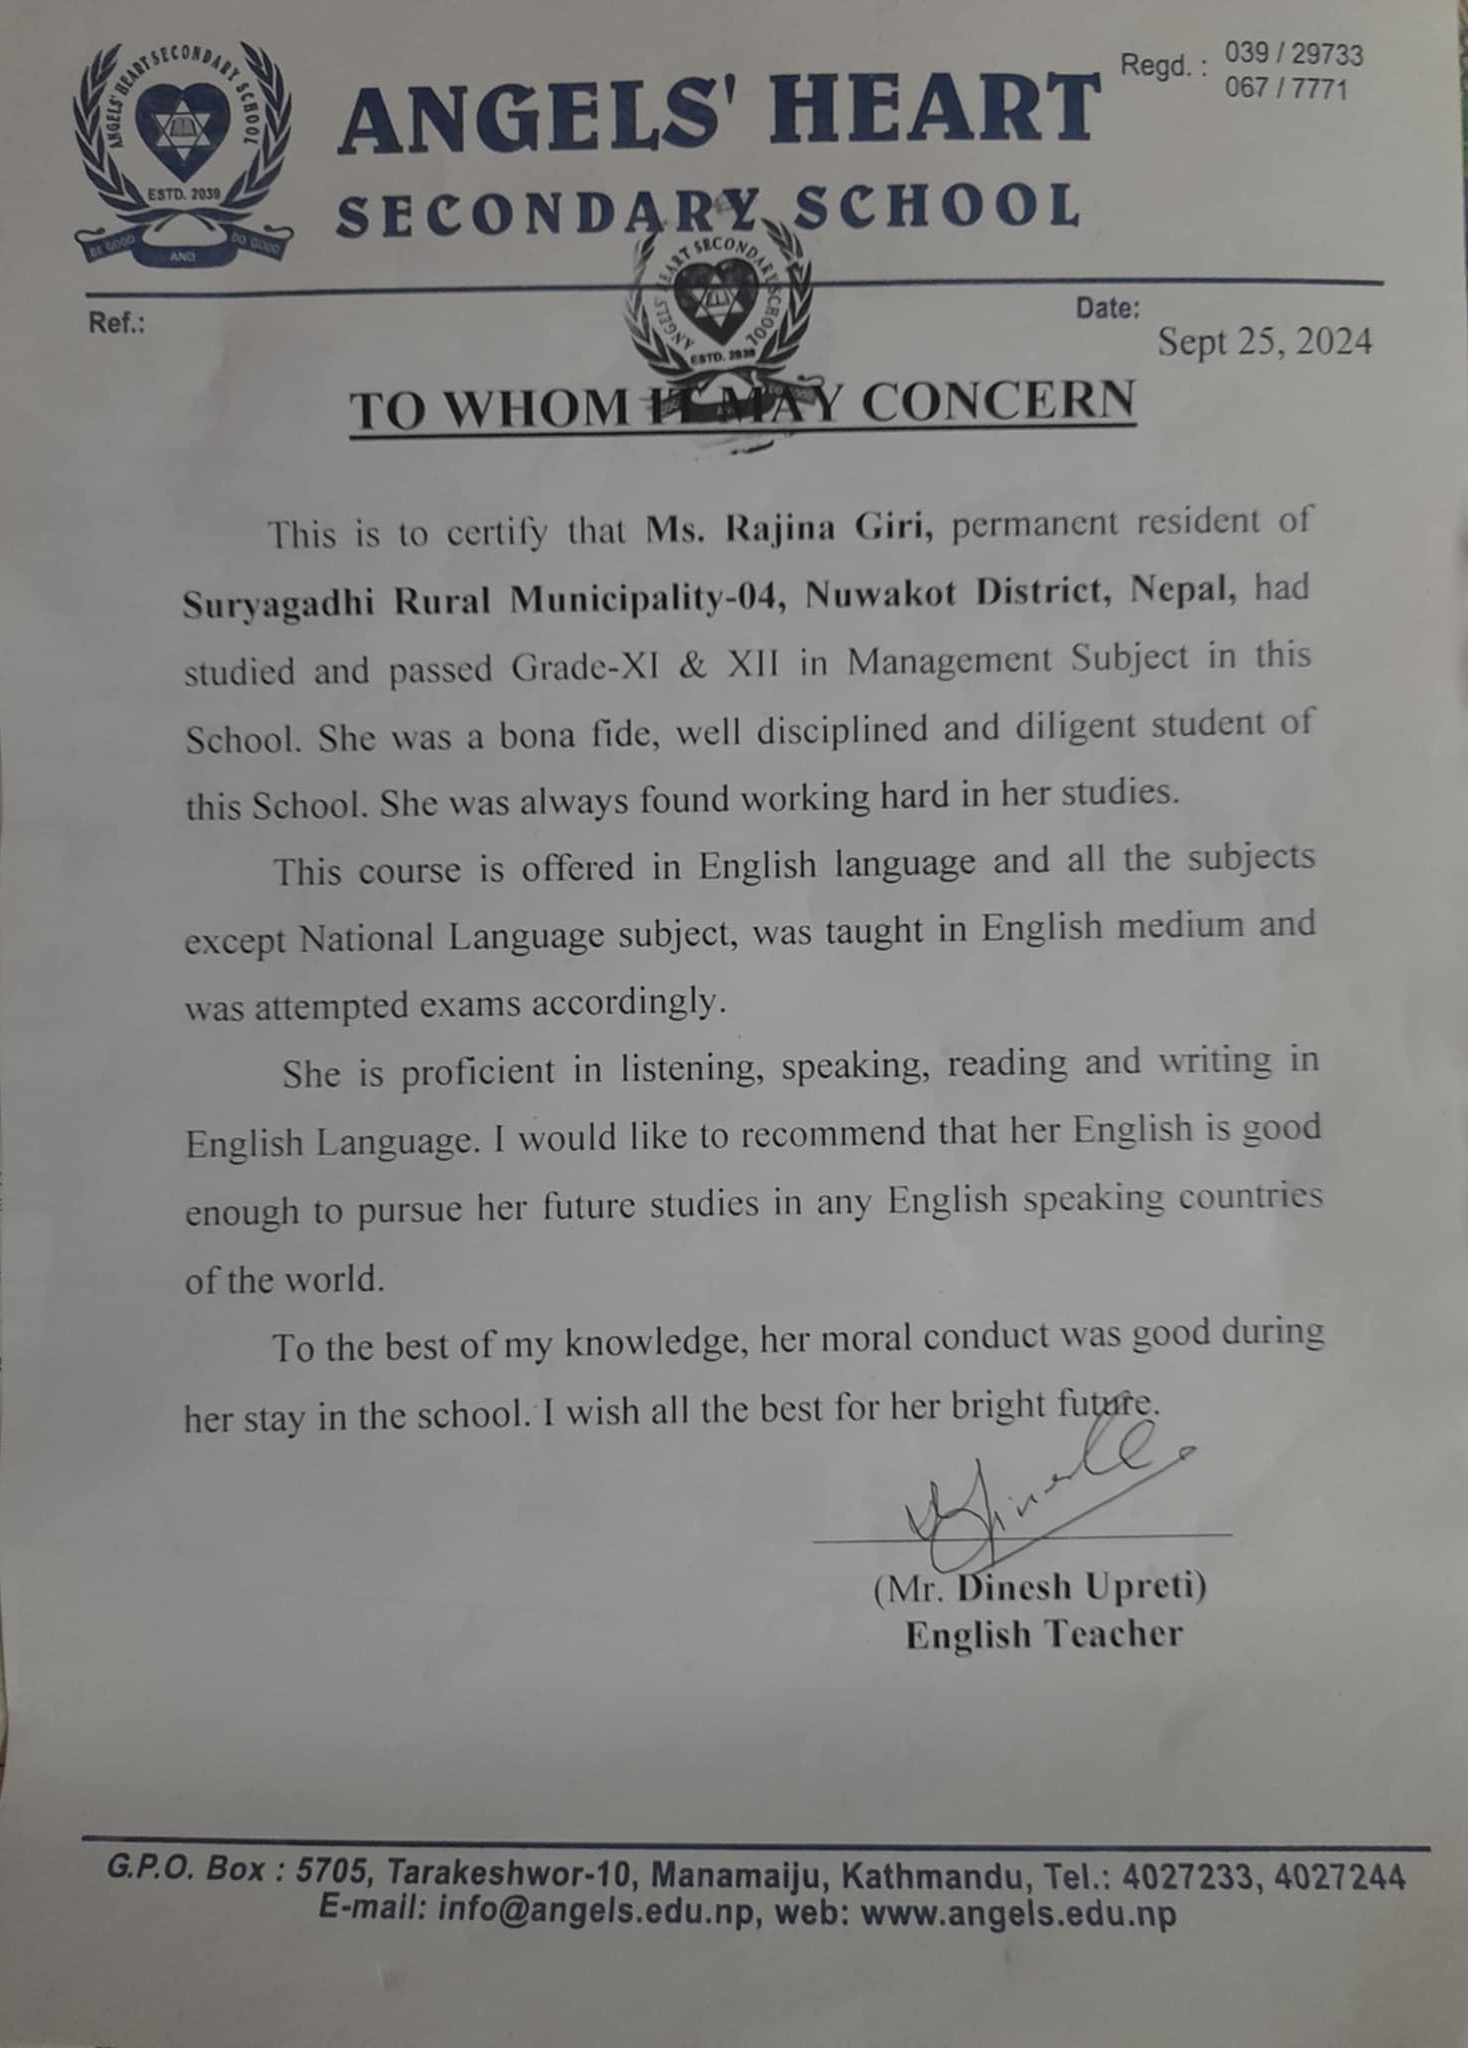 ANGELS' HEART SECONDARY SCHOOL
ESTD. 2039
BE GOOD AND DO GOOD
ANGELS' HEART
SECONDARY SCHOOL
Regd. : 039 / 29733
067 / 7771
ANGELS' HEART SECONDARY SCHOOL
ESTD. 2039
Ref.:
Date:
Sept 25, 2024
TO WHOM IT MAY CONCERN
This is to certify that Ms. Rajina Giri, permanent resident of
Suryagadhi Rural Municipality-04, Nuwakot District, Nepal, had
studied and passed Grade-XI & XII in Management Subject in this
School. She was a bona fide, well disciplined and diligent student of
this School. She was always found working hard in her studies.
This course is offered in English language and all the subjects
except National Language subject, was taught in English medium and
was attempted exams accordingly.
She is proficient in listening, speaking, reading and writing in
English Language. I would like to recommend that her English is good
enough to pursue her future studies in any English speaking countries
of the world.
To the best of my knowledge, her moral conduct was good during
her stay in the school. I wish all the best for her bright future.
(Mr. Dinesh Upreti)
English Teacher
G.P.O. Box : 5705, Tarakeshwor-10, Manamaiju, Kathmandu, Tel.: 4027233, 4027244
E-mail: info@angels.edu.np, web: www.angels.edu.np